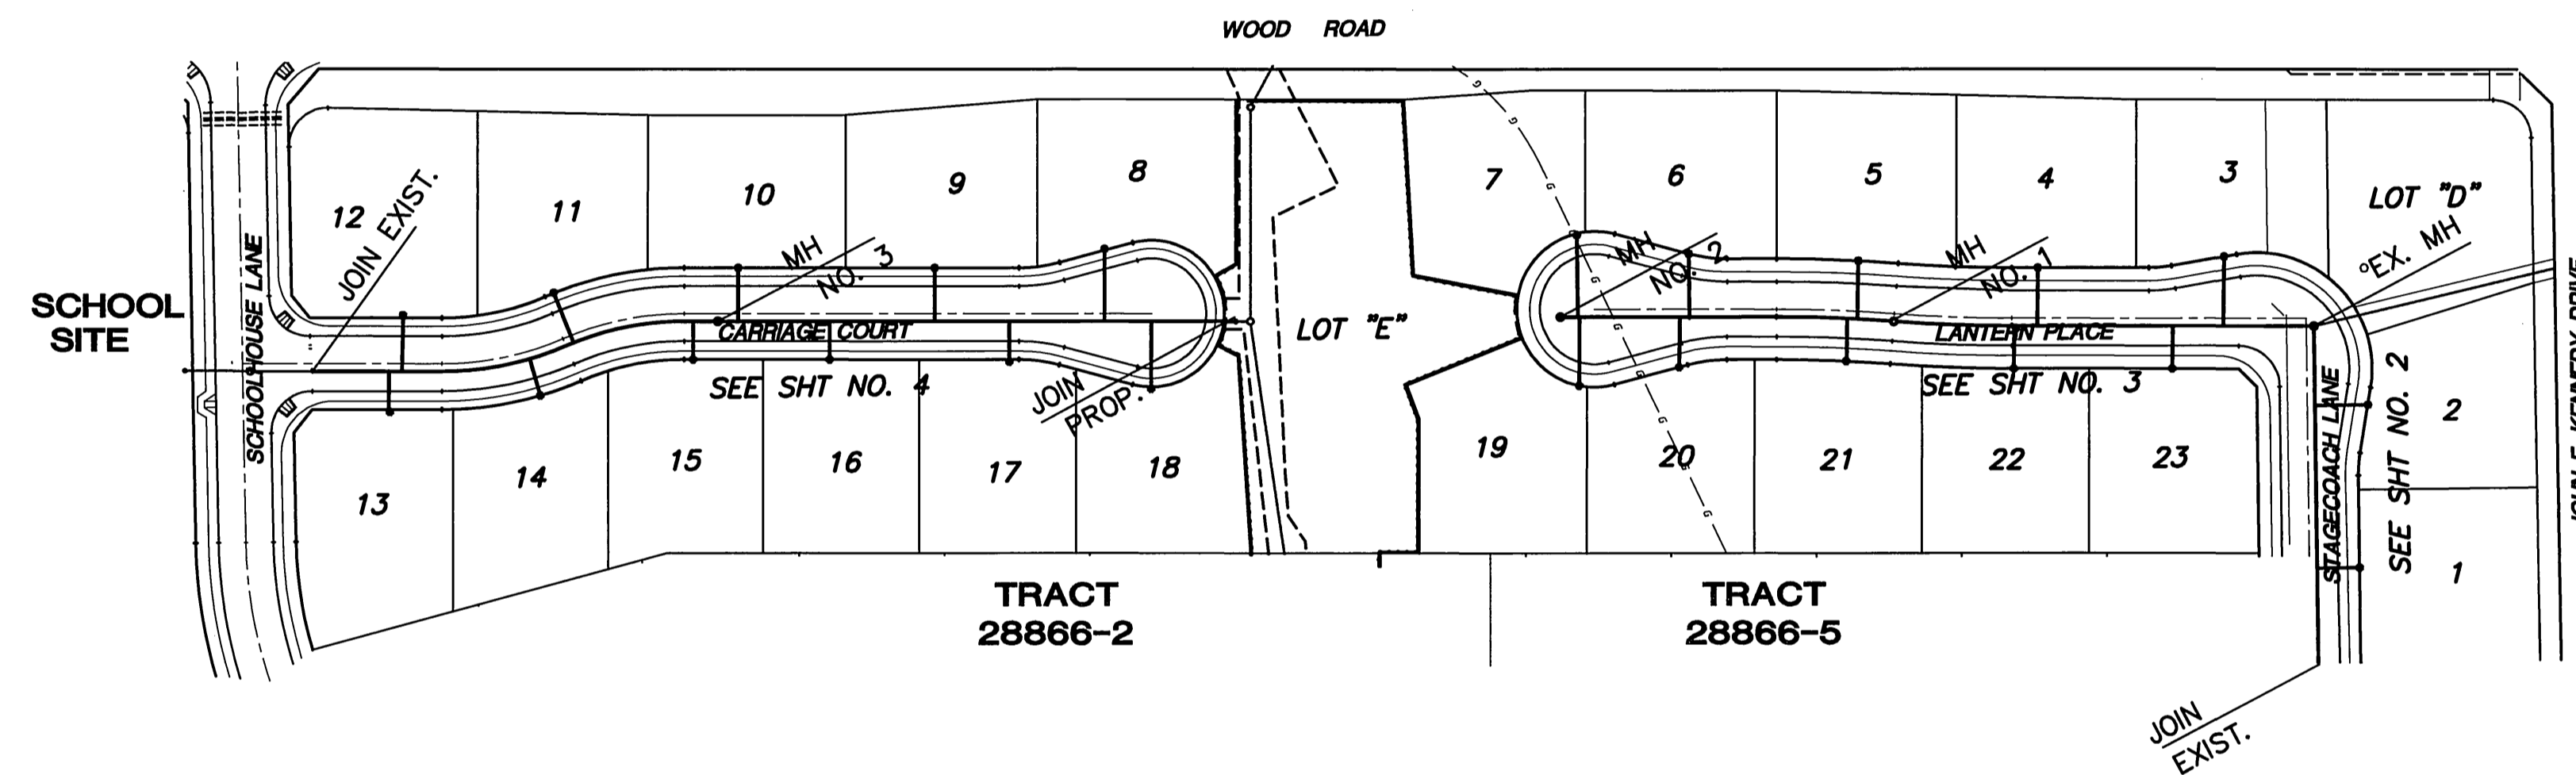 WOOD ROAD
8
9
10
11
12
7
6
5
4
3
LOT "D"
JOIN EXIST.
MH
NO. 3
MH
NO. 2
MH
NO. 1
°EX. MH
SCHOOL
SITE
SCHOOLHOUSE LANE
CARRIAGE COURT
LOT "E"
LANTERN PLACE
SEE SHT NO. 4
JOIN
PROP.
SEE SHT NO. 3
STAGECOACH LANE
SEE SHT NO. 2
2
13
14
15
16
17
18
19
20
21
22
23
1
G
G
G
G
G
G
G
G
G
G
TRACT
28866-2
TRACT
28866-5
JOIN
EXIST.